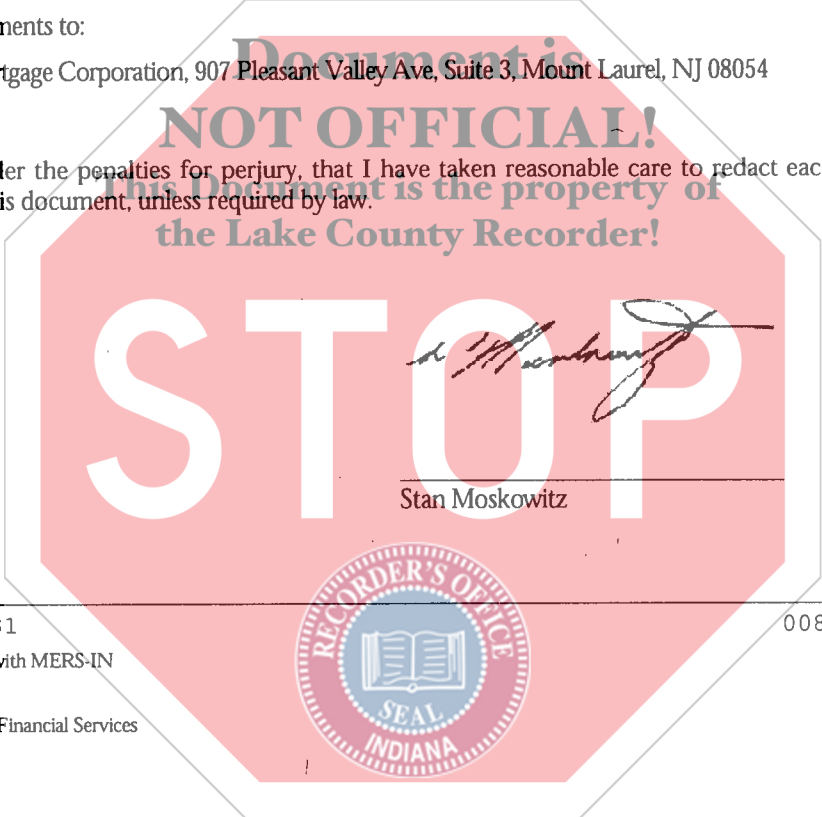 ments to:
Document is
tgage Corporation, 907 Pleasant Valley Ave, Suite 3, Mount Laurel, NJ 08054
NOT OFFICIAL!
er the penalties for perjury, that I have taken reasonable care to redact eac
This Document is the property of
is document, unless required by law.
the Lake County Recorder!
STOP
Stan Moskowitz
RECORDER'S OFFICE
1
008
with MERS-IN
SEAL
Financial Services
INDIANA